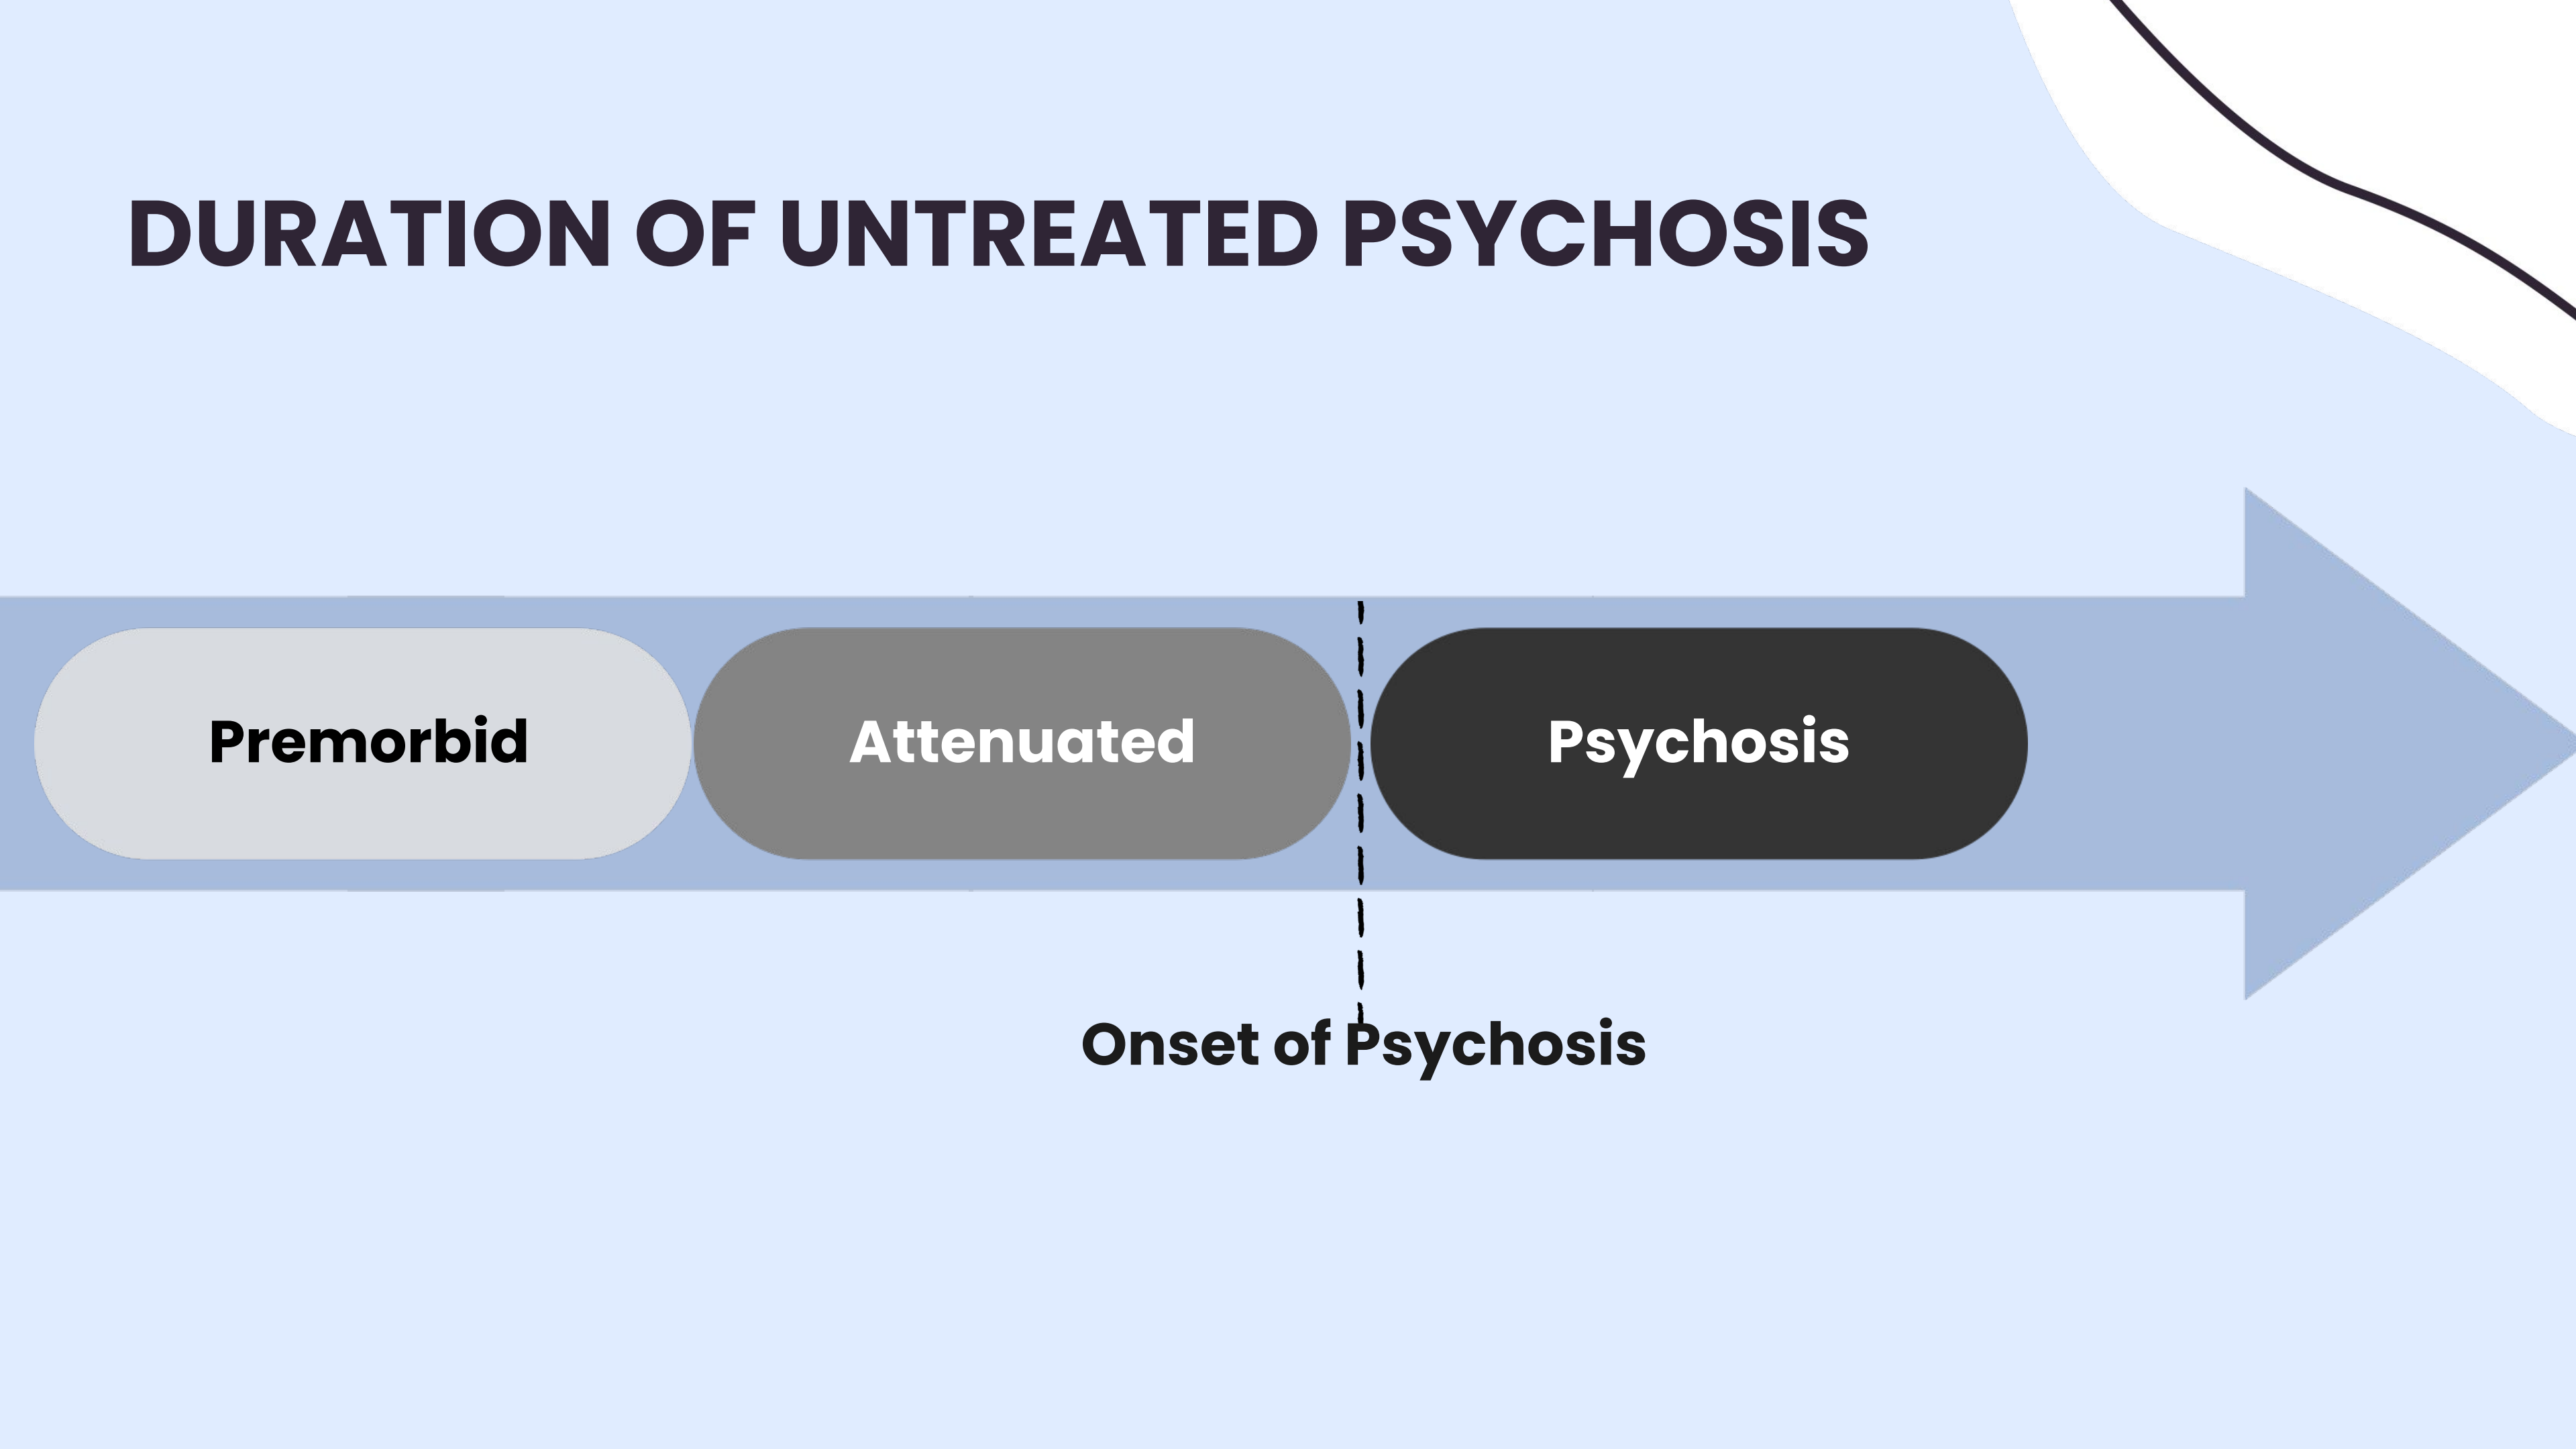 DURATION OF UNTREATED PSYCHOSIS
Premorbid
Attenuated
Psychosis
Onset of Psychosis